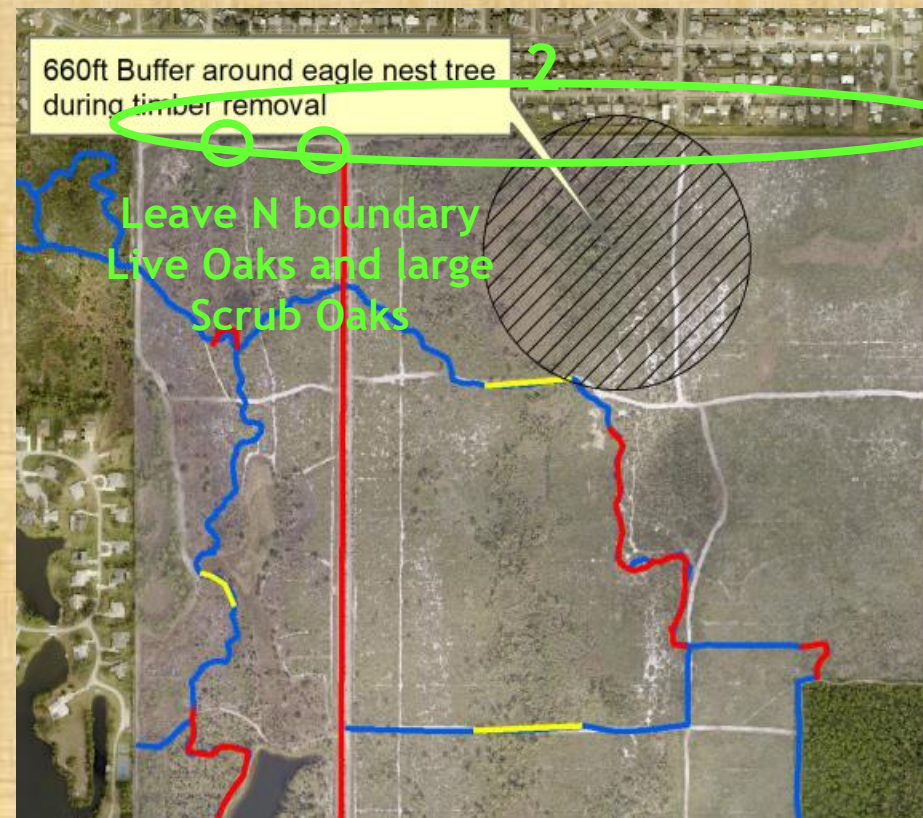 660ft Buffer around eagle nest tree
during timber removal
2
Leave N boundary
Live Oaks and large
Scrub Oaks